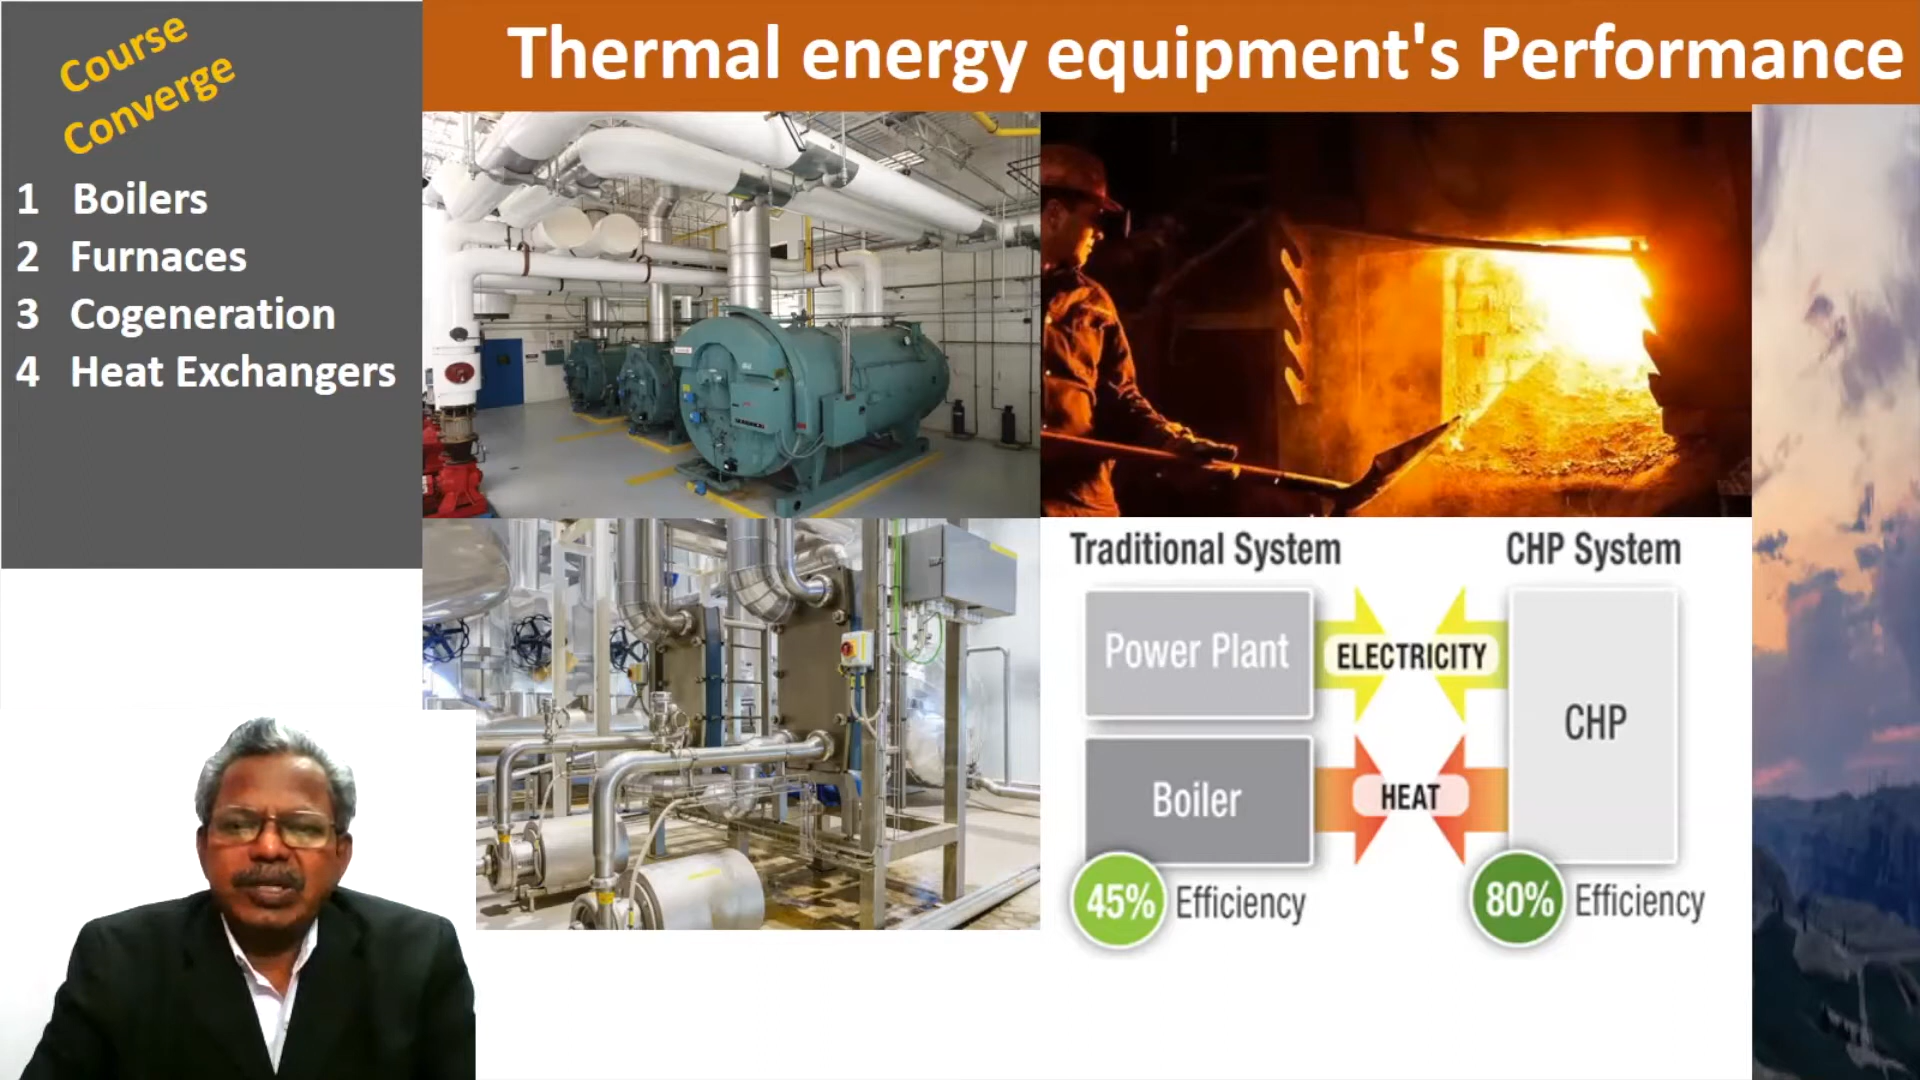 Course
Converge
1 Boilers
2 Furnaces
3 Cogeneration
4 Heat Exchangers
Thermal energy equipment's Performance
Traditional System
CHP System
Power Plant
ELECTRICITY
CHP
Boiler
HEAT
45% Efficiency
80% Efficiency